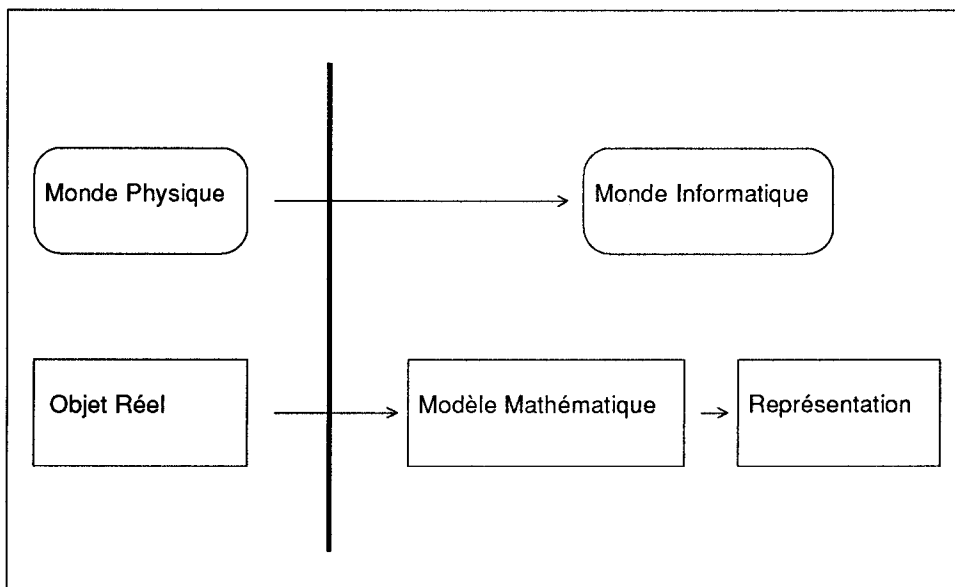 Monde Physique
Monde Informatique
Objet Réel
Modèle Mathématique
Représentation